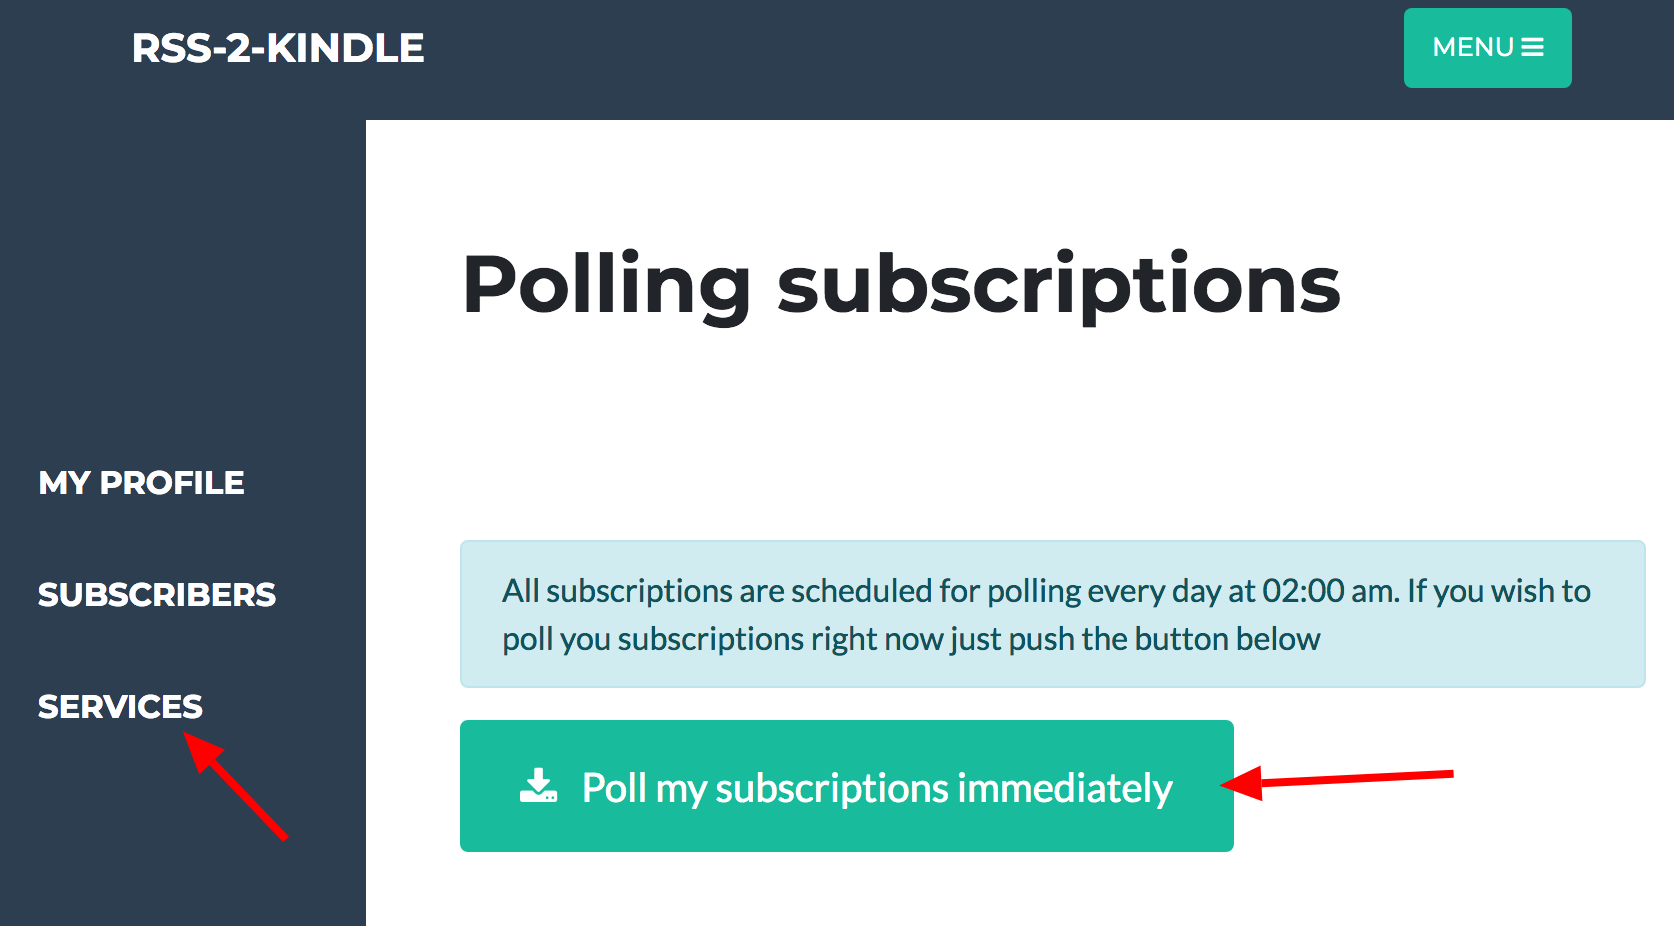 RSS-2-KINDLE
MENU
Polling subscriptions
MY PROFILE
SUBSCRIBERS
SERVICES
All subscriptions are scheduled for polling every day at 02:00 am. If you wish to
poll you subscriptions right now just push the button below
Poll my subscriptions immediately